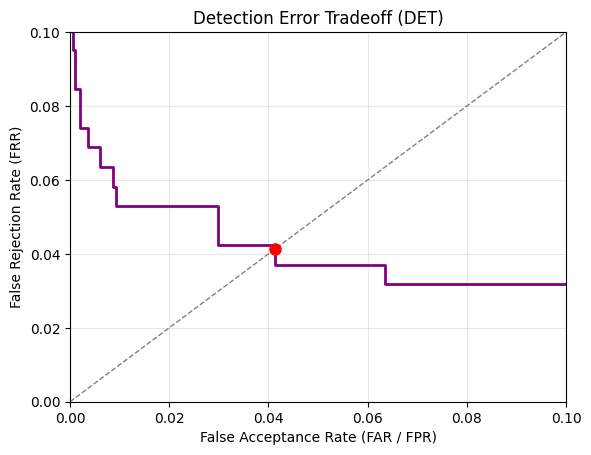 Detection Error Tradeoff (DET)
False Rejection Rate (FRR)
0.10
0.08
0.06
0.04
0.02
0.00
0.00 0.02 0.04 0.06 0.08 0.10
False Acceptance Rate (FAR / FPR)